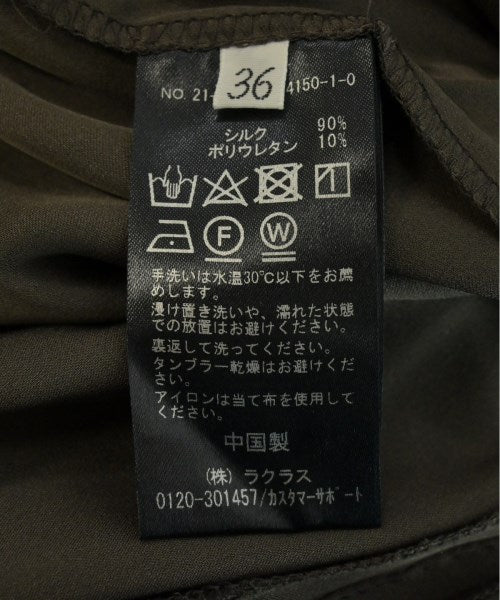 36
NO. 21- 4150-1-0
シルク 90%
ポリウレタン 10%
F W
手洗いは水温30℃以下をお薦
めします。
浸け置き洗いや、濡れた状態
での放置はお避けください。
裏返して洗ってください。
タンブラー乾燥はお避けください。
アイロンは当て布を使用して
ください。
中国製
(株) ラクラス
0120-301457/カスタマーサポート